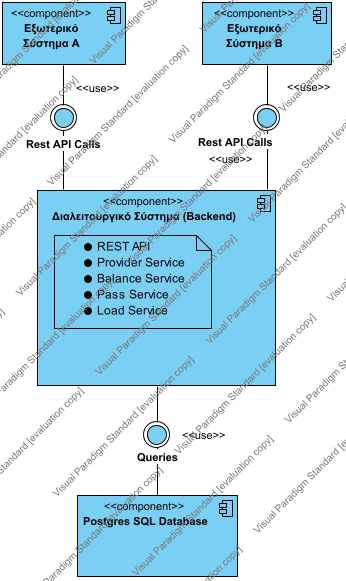 <<component>>
Εξωτερικό
Σύστημα A
<<component>>
Εξωτερικό
Σύστημα B
<<use>>
<<use>>
Rest API Calls
Rest API Calls
<<use>>
<<component>>
Διαλειτουργικό Σύστημα (Backend)
REST API
Provider Service
Balance Service
Pass Service
Load Service
<<use>>
Queries
<<component>>
Postgres SQL Database
Visual Paradigm Standard [evaluation copy]